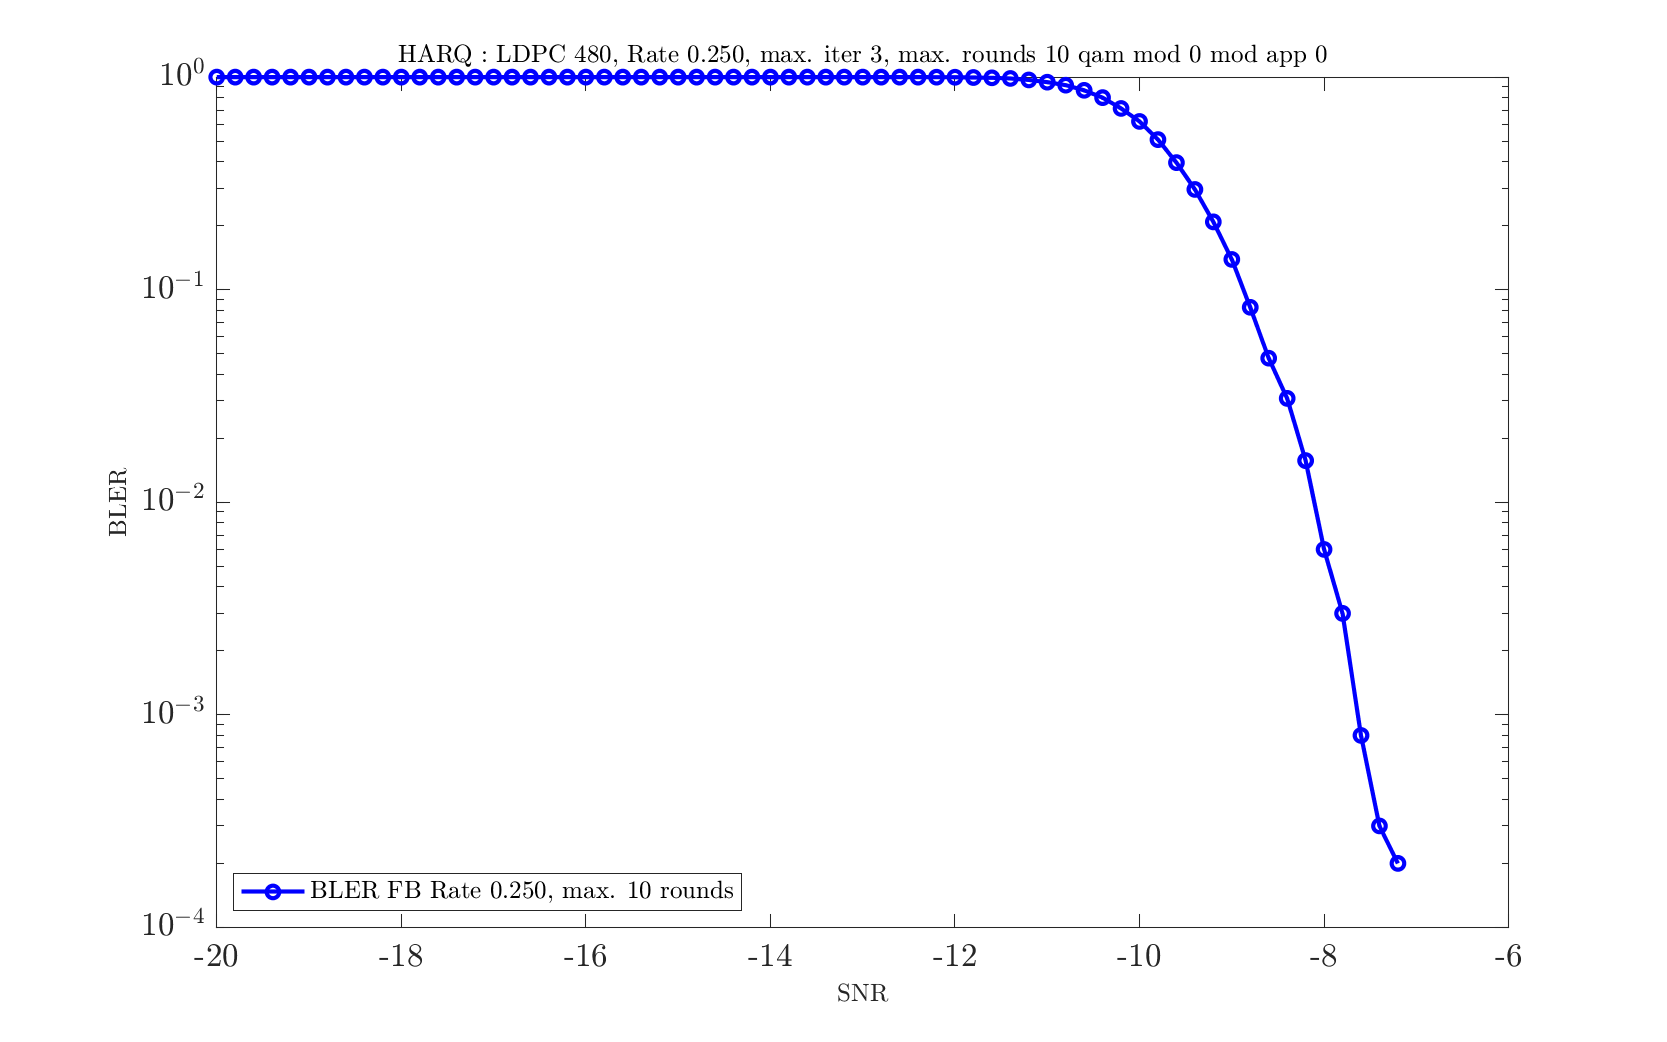 HARQ : LDPC 480, Rate 0.250, max. iter 3, max. rounds 10 qam mod 0 mod app 0
10^0
10^-1
10^-2
10^-3
10^-4
BLER
BLER FB Rate 0.250, max. 10 rounds
-20 -18 -16 -14 -12 -10 -8 -6
SNR